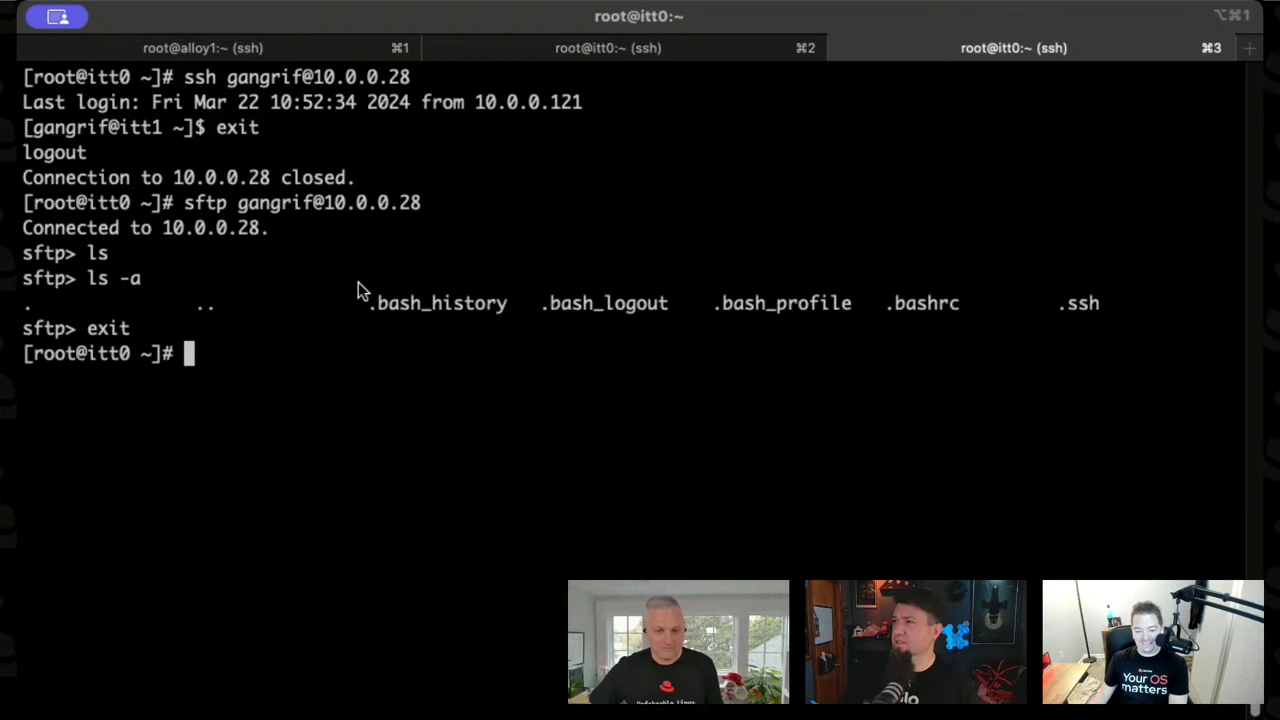 root@itt0:~
⌥⌘1
root@alloy1:~ (ssh) ⌘1
root@itt0:~ (ssh) ⌘2
root@itt0:~ (ssh) ⌘3
[root@itt0 ~]# ssh gangrif@10.0.0.28
Last login: Fri Mar 22 10:52:34 2024 from 10.0.0.121
[gangrif@itt1 ~]$ exit
logout
Connection to 10.0.0.28 closed.
[root@itt0 ~]# sftp gangrif@10.0.0.28
Connected to 10.0.0.28.
sftp> ls
sftp> ls -a
. .. .bash_history .bash_logout .bash_profile .bashrc .ssh
sftp> exit
[root@itt0 ~]#
Your OS
matters